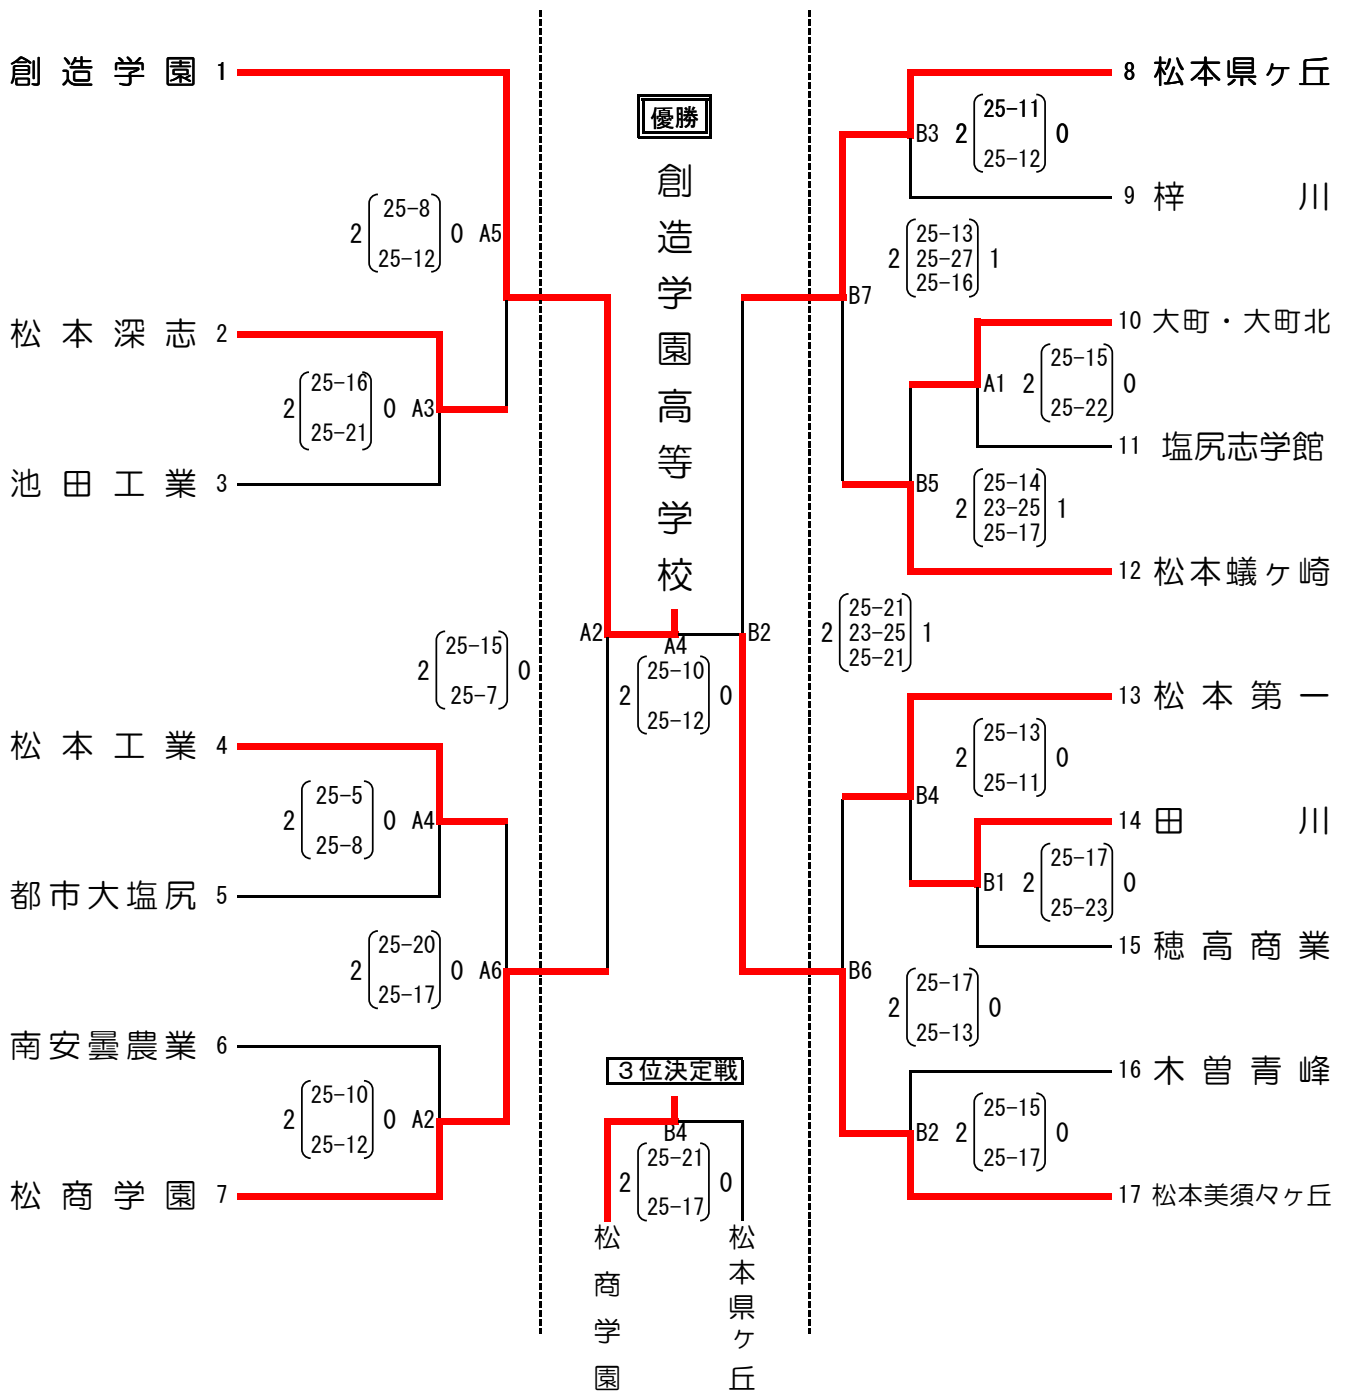 創造学園 1
25-8
2 0 A5
25-12
松本深志 2
25-16
2 0 A3
25-21
池田工業 3
25-15
2 0
25-7
松本工業 4
25-5
2 0 A4
25-8
都市大塩尻 5
25-20
2 0 A6
25-17
南安曇農業 6
25-10
2 0 A2
25-12
松商学園 7
優勝
創造学園高等学校
A2
B2
A4
25-10
2 0
25-12
3位決定戦
B4
25-21
2 0
25-17
松商学園
松本県ヶ丘
8 松本県ヶ丘
25-11
B3 2 0
25-12
9 梓川
25-13
2 25-27 1
25-16
B7
10 大町・大町北
25-15
A1 2 0
25-22
11 塩尻志学館
25-14
B5 2 23-25 1
25-17
12 松本蟻ヶ崎
25-21
2 23-25 1
25-21
13 松本第一
25-13
2 0
25-11
B4
14 田川
25-17
B1 2 0
25-23
15 穂高商業
B6
25-17
2 0
25-13
16 木曽青峰
25-15
B2 2 0
25-17
17 松本美須々ヶ丘